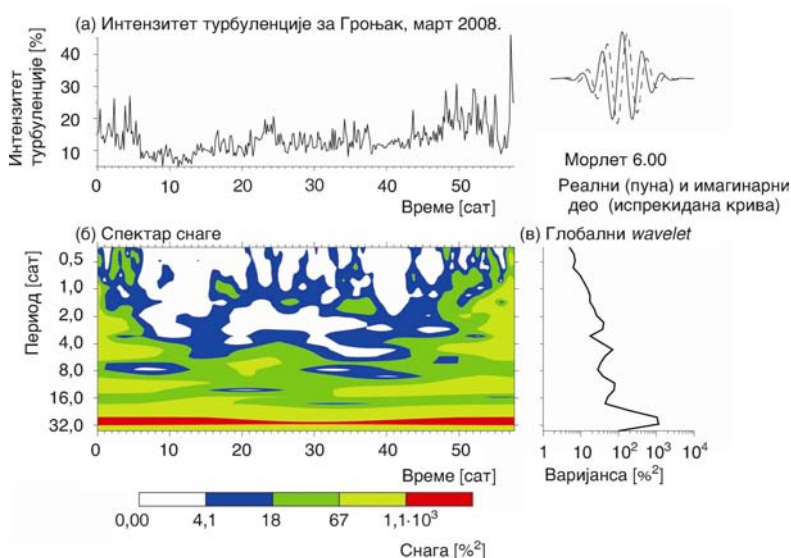 (а) Интензитет турбуленције за Гроњак, март 2008.
Интензитет
турбуленције [%]
40
30
20
10
0 10 20 30 40 50
Време [сат]
Морлет 6.00
Реални (пуна) и имагинарни
део (испрекидана крива)
(б) Спектар снаге
Период [сат]
0,5
1,0
2,0
4,0
8,0
16,0
32,0
0 10 20 30 40 50
Време [сат]
0,00 4,1 18 67 1,1·10³
Снага [%²]
(в) Глобални wavelet
1 10 10² 10³ 10⁴
Варијанса [%²]